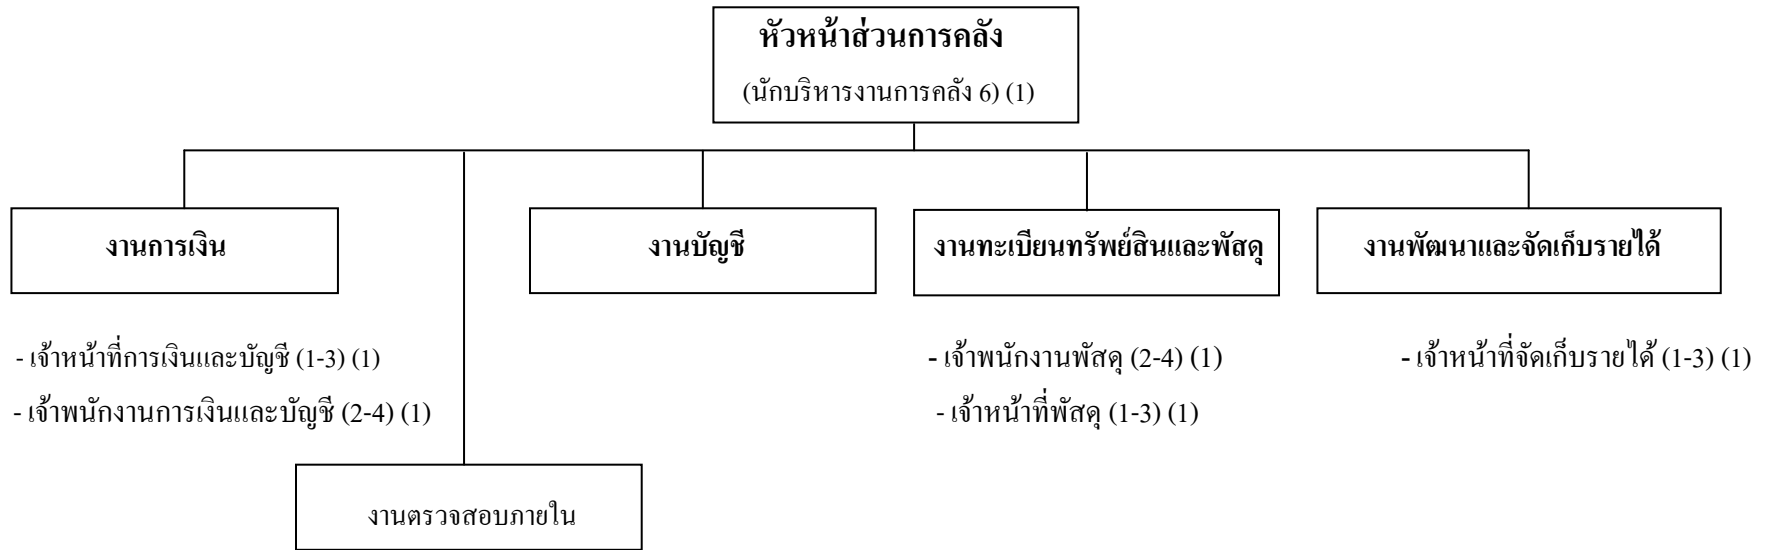 หัวหน้าส่วนการคลัง
(นักบริหารงานการคลัง 6) (1)
งานการเงิน
งานบัญชี
งานทะเบียนทรัพย์สินและพัสดุ
งานพัฒนาและจัดเก็บรายได้
- เจ้าหน้าที่การเงินและบัญชี (1-3) (1)
- เจ้าพนักงานการเงินและบัญชี (2-4) (1)
- เจ้าพนักงานพัสดุ (2-4) (1)
- เจ้าหน้าที่พัสดุ (1-3) (1)
- เจ้าหน้าที่จัดเก็บรายได้ (1-3) (1)
งานตรวจสอบภายใน